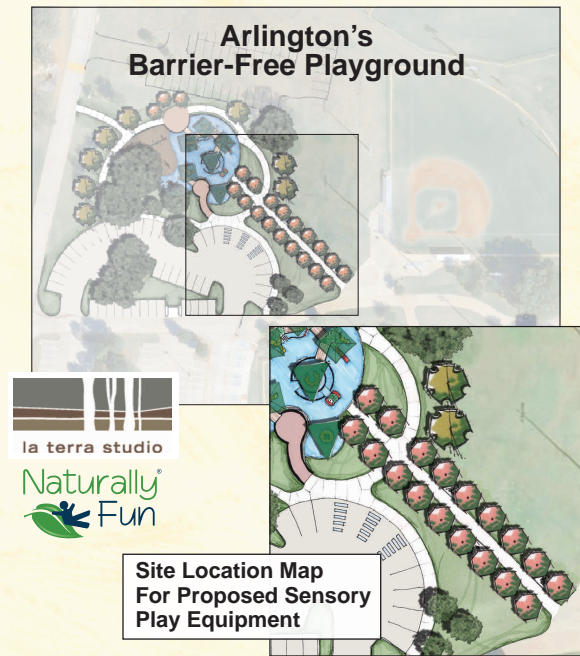 Arlington's
Barrier-Free Playground
la terra studio
Naturally®
Fun
Site Location Map
For Proposed Sensory
Play Equipment